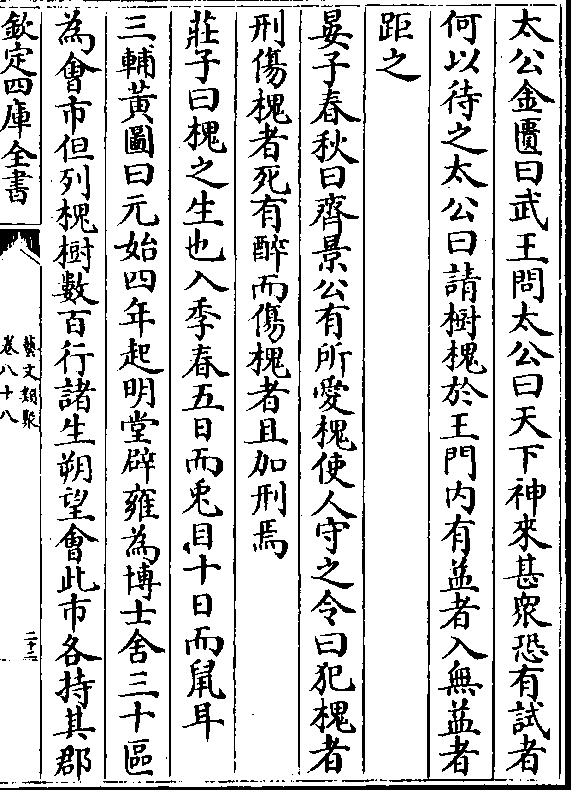 太公金匱曰武王問太公曰天下神來甚衆恐有試者
何以待之太公曰請樹槐於王門内有益者入無益者
距之
晏子春秋曰齊景公有所愛槐使人守之令曰犯槐者
刑傷槐者死有醉而傷槐者且加刑焉
莊子曰槐之生也入季春五日而兎目十日而鼠耳
三輔黃圖曰元始四年起明堂辟雍為博士舍三十區
為會市但列槐樹數百行諸生朔望會此市各持其郡
欽定四庫全書
藝文類聚
卷八十八
二十三